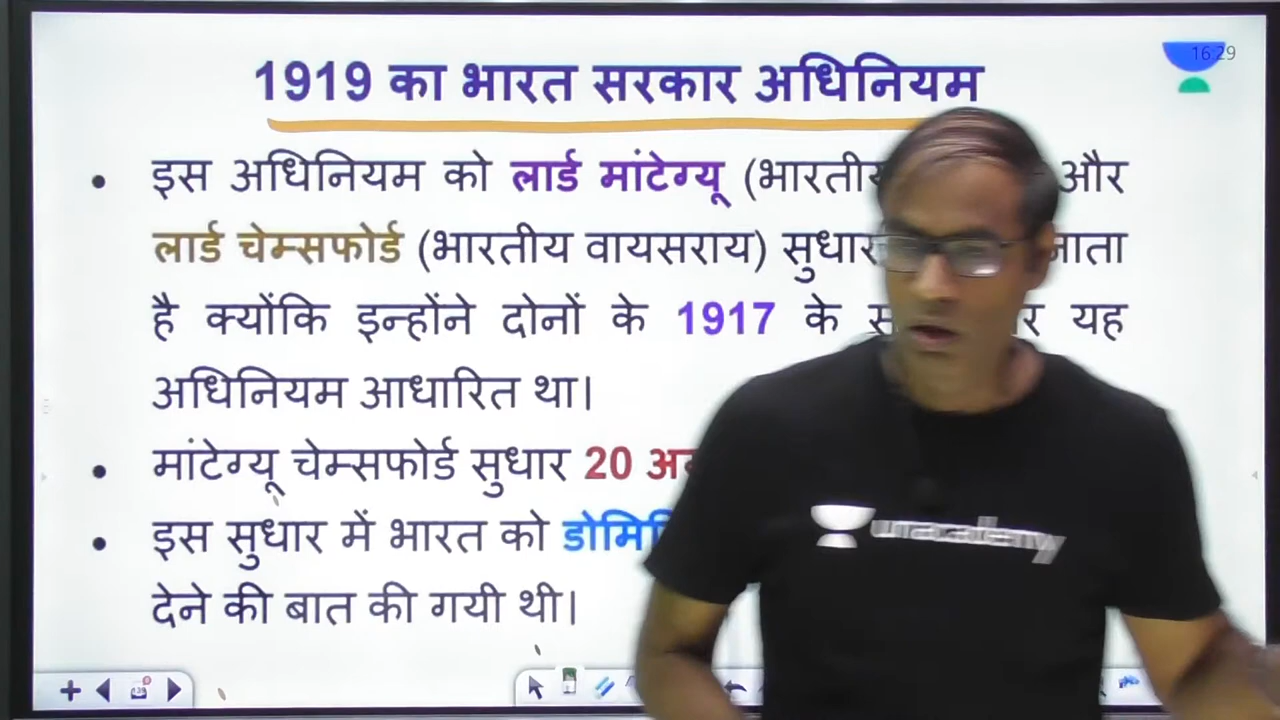 16:29
1919 का भारत सरकार अधिनियम
इस अधिनियम को लार्ड मांटेग्यू (भारतीय और
लार्ड चेम्सफोर्ड (भारतीय वायसराय) सुधार
है क्योंकि इन्होंने दोनों के 1917 के यह
अधिनियम आधारित था।
मांटेग्यू चेम्सफोर्ड सुधार 20
इस सुधार में भारत को
देने की बात की गयी थी।
unacademy